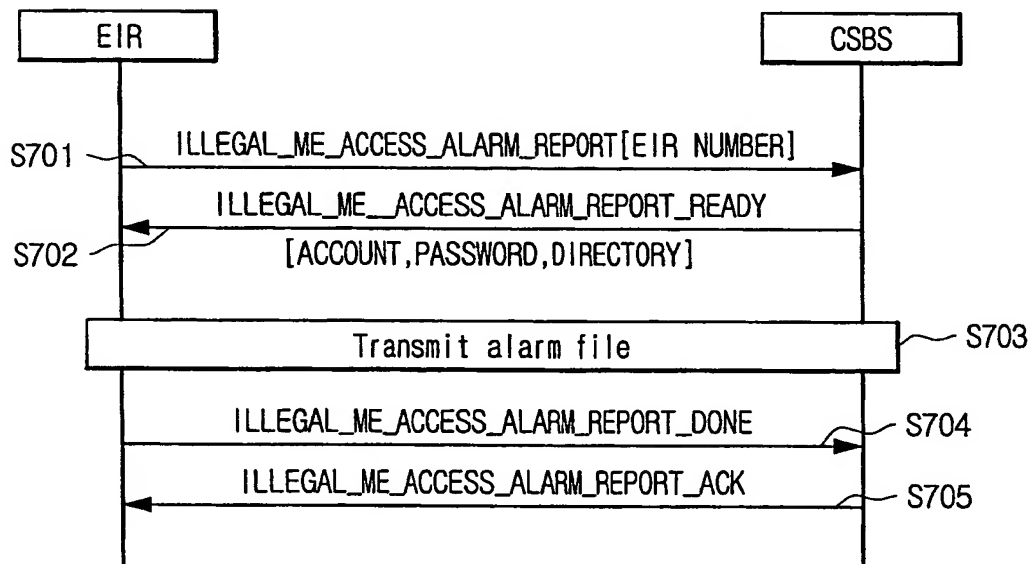 EIR
CSBS
S701
ILLEGAL_ME_ACCESS_ALARM_REPORT[EIR NUMBER]
ILLEGAL_ME__ACCESS_ALARM_REPORT_READY
S702
[ACCOUNT,PASSWORD,DIRECTORY]
Transmit alarm file
S703
ILLEGAL_ME_ACCESS_ALARM_REPORT_DONE
S704
ILLEGAL_ME_ACCESS_ALARM_REPORT_ACK
S705